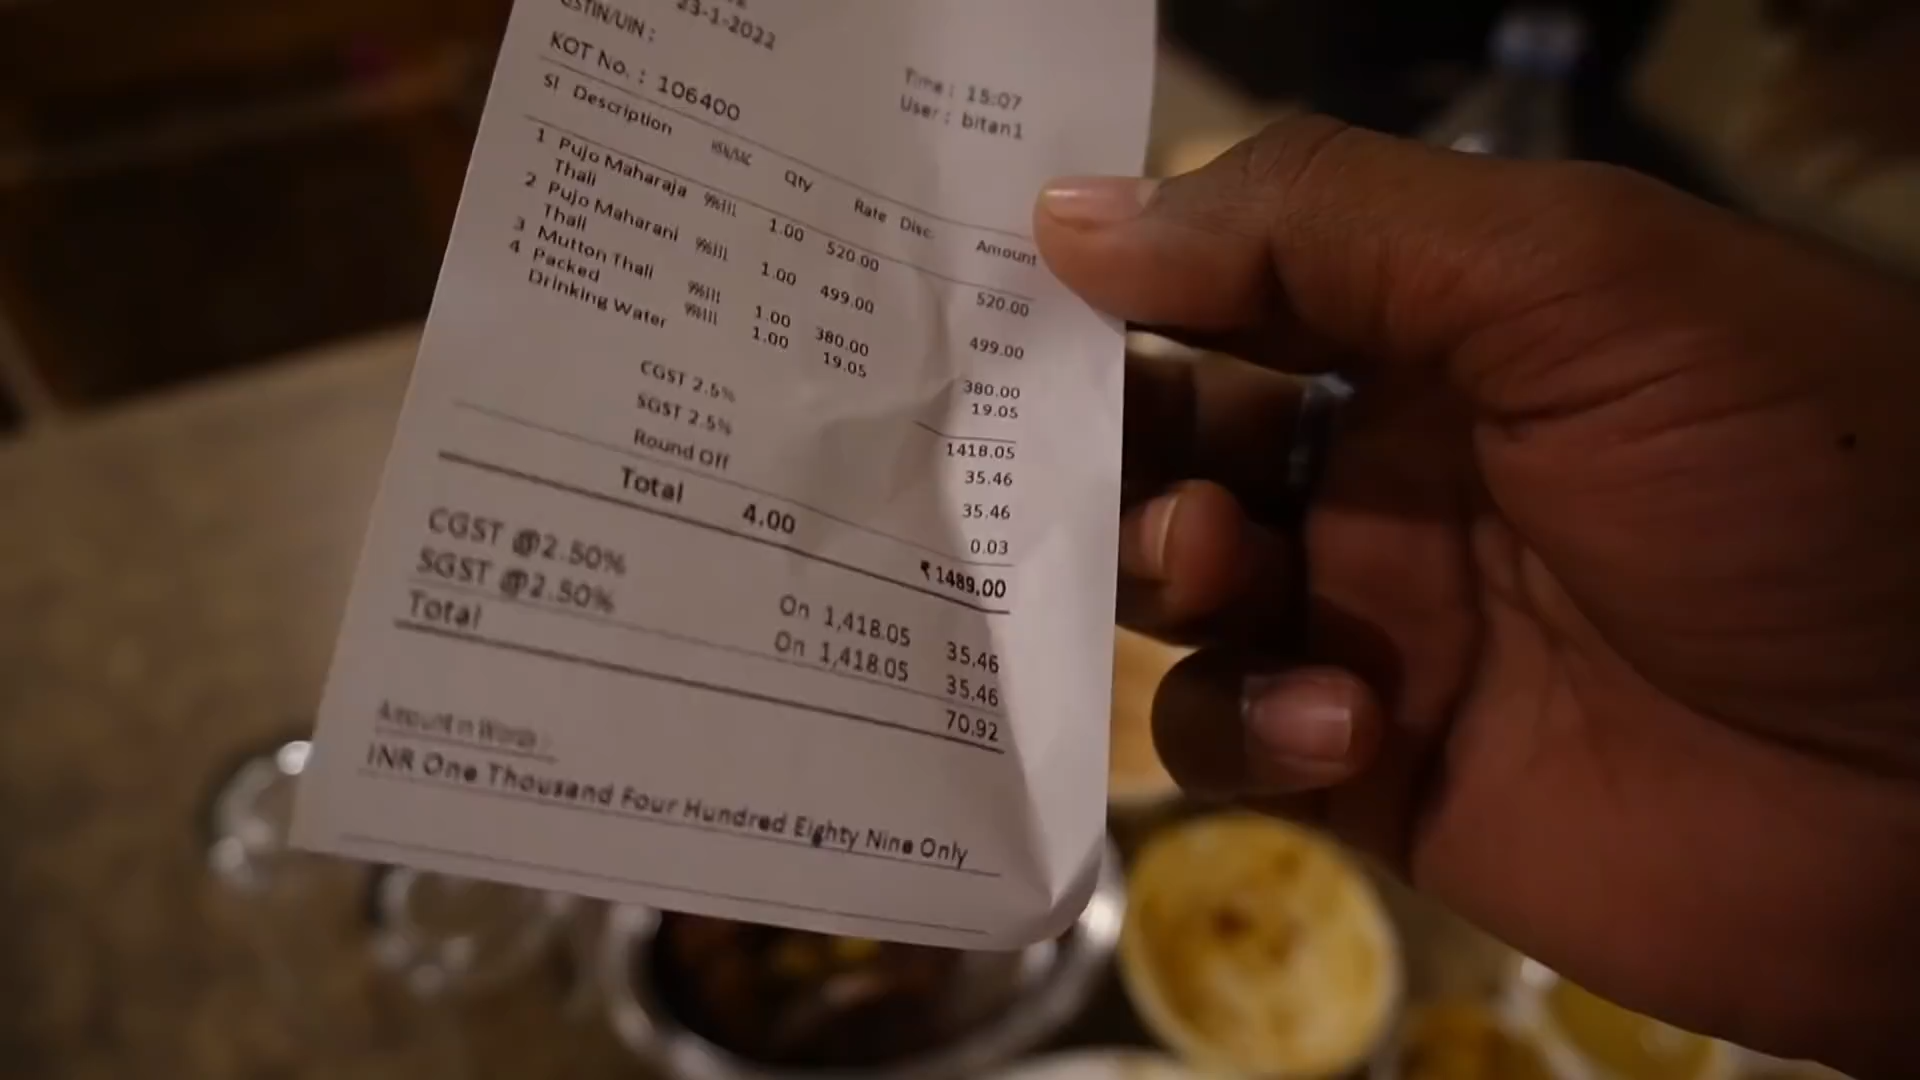 23-1-2022
GSTIN/UIN :
Time : 15:07
KOT No. : 106400
User : bitan1
Sl Description HSN/SAC Qty Rate Disc. Amount
1 Pujo Maharaja 1.00 520.00 520.00
Thali
2 Pujo Maharani 1.00 499.00 499.00
Thali
3 Mutton Thali 1.00 380.00 380.00
4 Packed 1.00 19.05 19.05
Drinking Water
1418.05
CGST 2.5% 35.46
SGST 2.5% 35.46
Round Off 0.03
Total 4.00 ₹ 1489.00
CGST @2.50% On 1,418.05 35.46
SGST @2.50% On 1,418.05 35.46
Total 70.92
Amount in Words :
INR One Thousand Four Hundred Eighty Nine Only